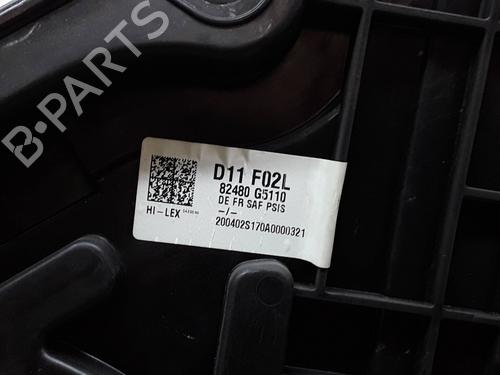 B-PARTS
D11 F02L
82480 G5110
DE FR SAF PSIS
-/-
HI-LEX
200402S170A0000321